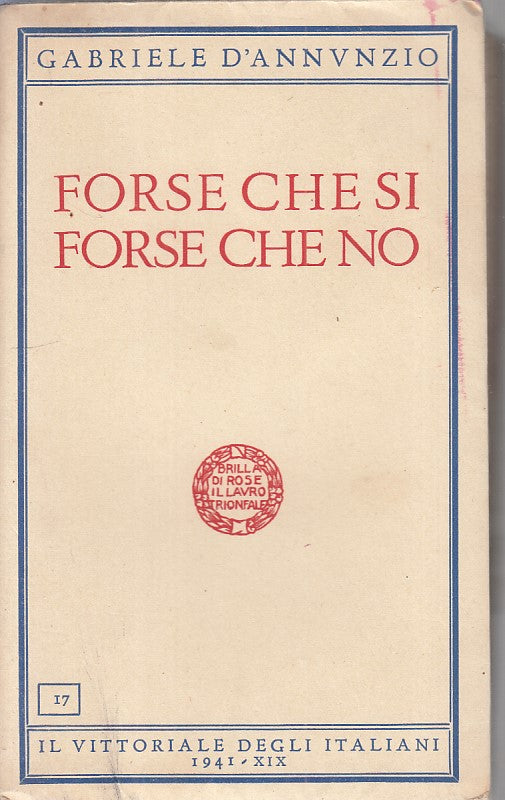 GABRIELE D'ANNVNZIO
FORSE CHE SI
FORSE CHE NO
BRILLA
DI ROSE
IL LAVRO
TRIONFALE
17
IL VITTORIALE DEGLI ITALIANI
1941-XIX